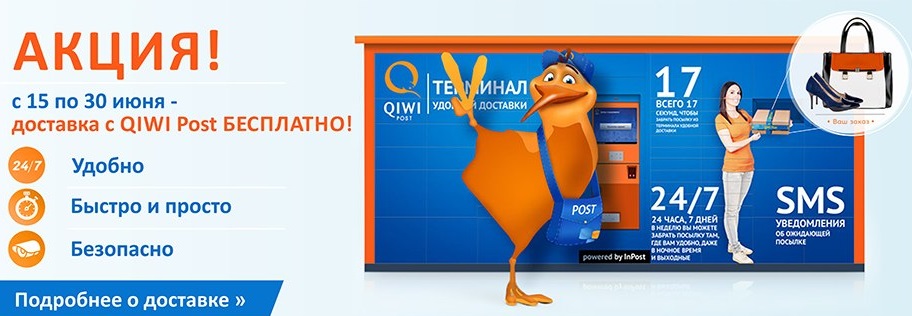 АКЦИЯ!
с 15 по 30 июня -
доставка с QIWI Post БЕСПЛАТНО!
24/7
Удобно
Быстро и просто
Безопасно
Подробнее о доставке »
QIWI
POST
ТЕРМИНАЛ
УДОБНОЙ ДОСТАВКИ
POST
powered by InPost
17
ВСЕГО 17
СЕКУНД, ЧТОБЫ
ЗАБРАТЬ ПОСЫЛКУ ИЗ
ТЕРМИНАЛА УДОБНОЙ
ДОСТАВКИ
24/7
24 ЧАСА, 7 ДНЕЙ
В НЕДЕЛЮ ВЫ МОЖЕТЕ
ЗАБРАТЬ ПОСЫЛКУ ТАМ,
ГДЕ ВАМ УДОБНО, ДАЖЕ
В НОЧНОЕ ВРЕМЯ
И ВЫХОДНЫЕ
• Ваш заказ •
SMS
УВЕДОМЛЕНИЯ
ОБ ОЖИДАЮЩЕЙ
ПОСЫЛКЕ